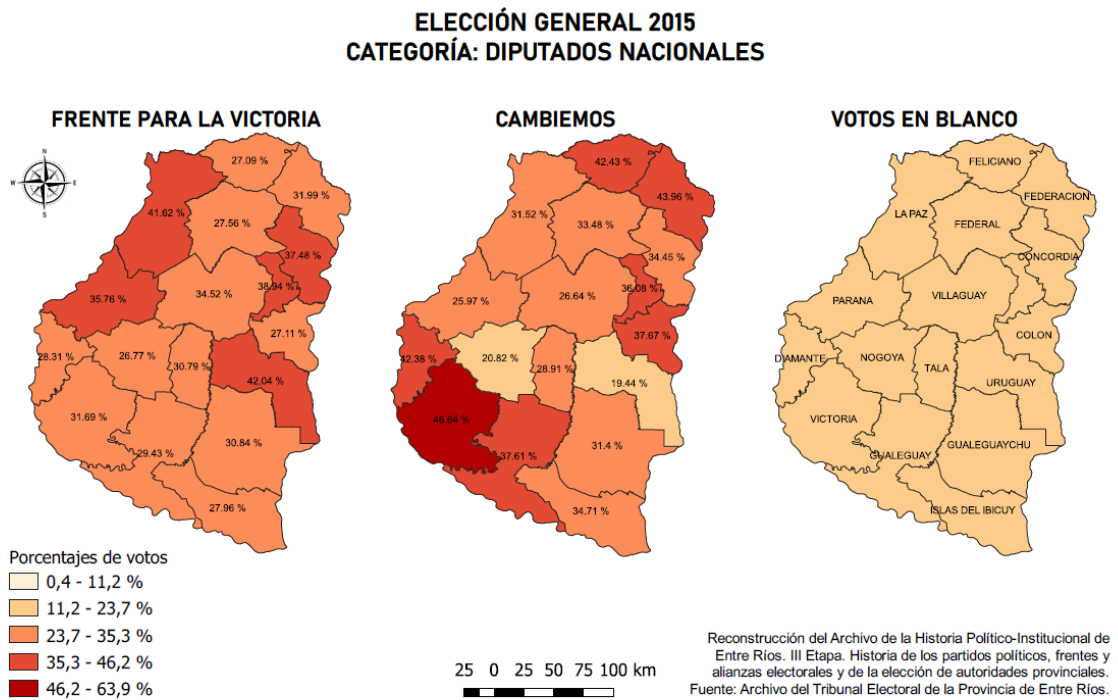 ELECCIÓN GENERAL 2015
CATEGORÍA: DIPUTADOS NACIONALES
FRENTE PARA LA VICTORIA
N
W
E
S
27.09 %
31.99 %
41.62 %
27.56 %
37.48 %
38.94 %
35.76 %
34.52 %
27.11 %
28.31 %
26.77 %
30.79 %
42.04 %
31.69 %
30.84 %
29.43 %
27.96 %
CAMBIEMOS
42.43 %
43.96 %
31.52 %
33.48 %
34.45 %
36.08 %
25.97 %
26.64 %
37.67 %
42.38 %
20.82 %
28.91 %
19.44 %
48.64 %
31.4 %
37.61 %
34.71 %
VOTOS EN BLANCO
FELICIANO
FEDERACION
LA PAZ
FEDERAL
CONCORDIA
PARANA
VILLAGUAY
COLON
DIAMANTE
NOGOYA
TALA
URUGUAY
VICTORIA
GUALEGUAYCHU
GUALEGUAY
ISLAS DEL IBICUY
Porcentajes de votos
0,4 - 11,2 %
11,2 - 23,7 %
23,7 - 35,3 %
35,3 - 46,2 %
46,2 - 63,9 %
25 0 25 50 75 100 km
Reconstrucción del Archivo de la Historia Político-Institucional de
Entre Ríos. III Etapa. Historia de los partidos políticos, frentes y
alianzas electorales y de la elección de autoridades provinciales.
Fuente: Archivo del Tribunal Electoral de la Provincia de Entre Ríos.